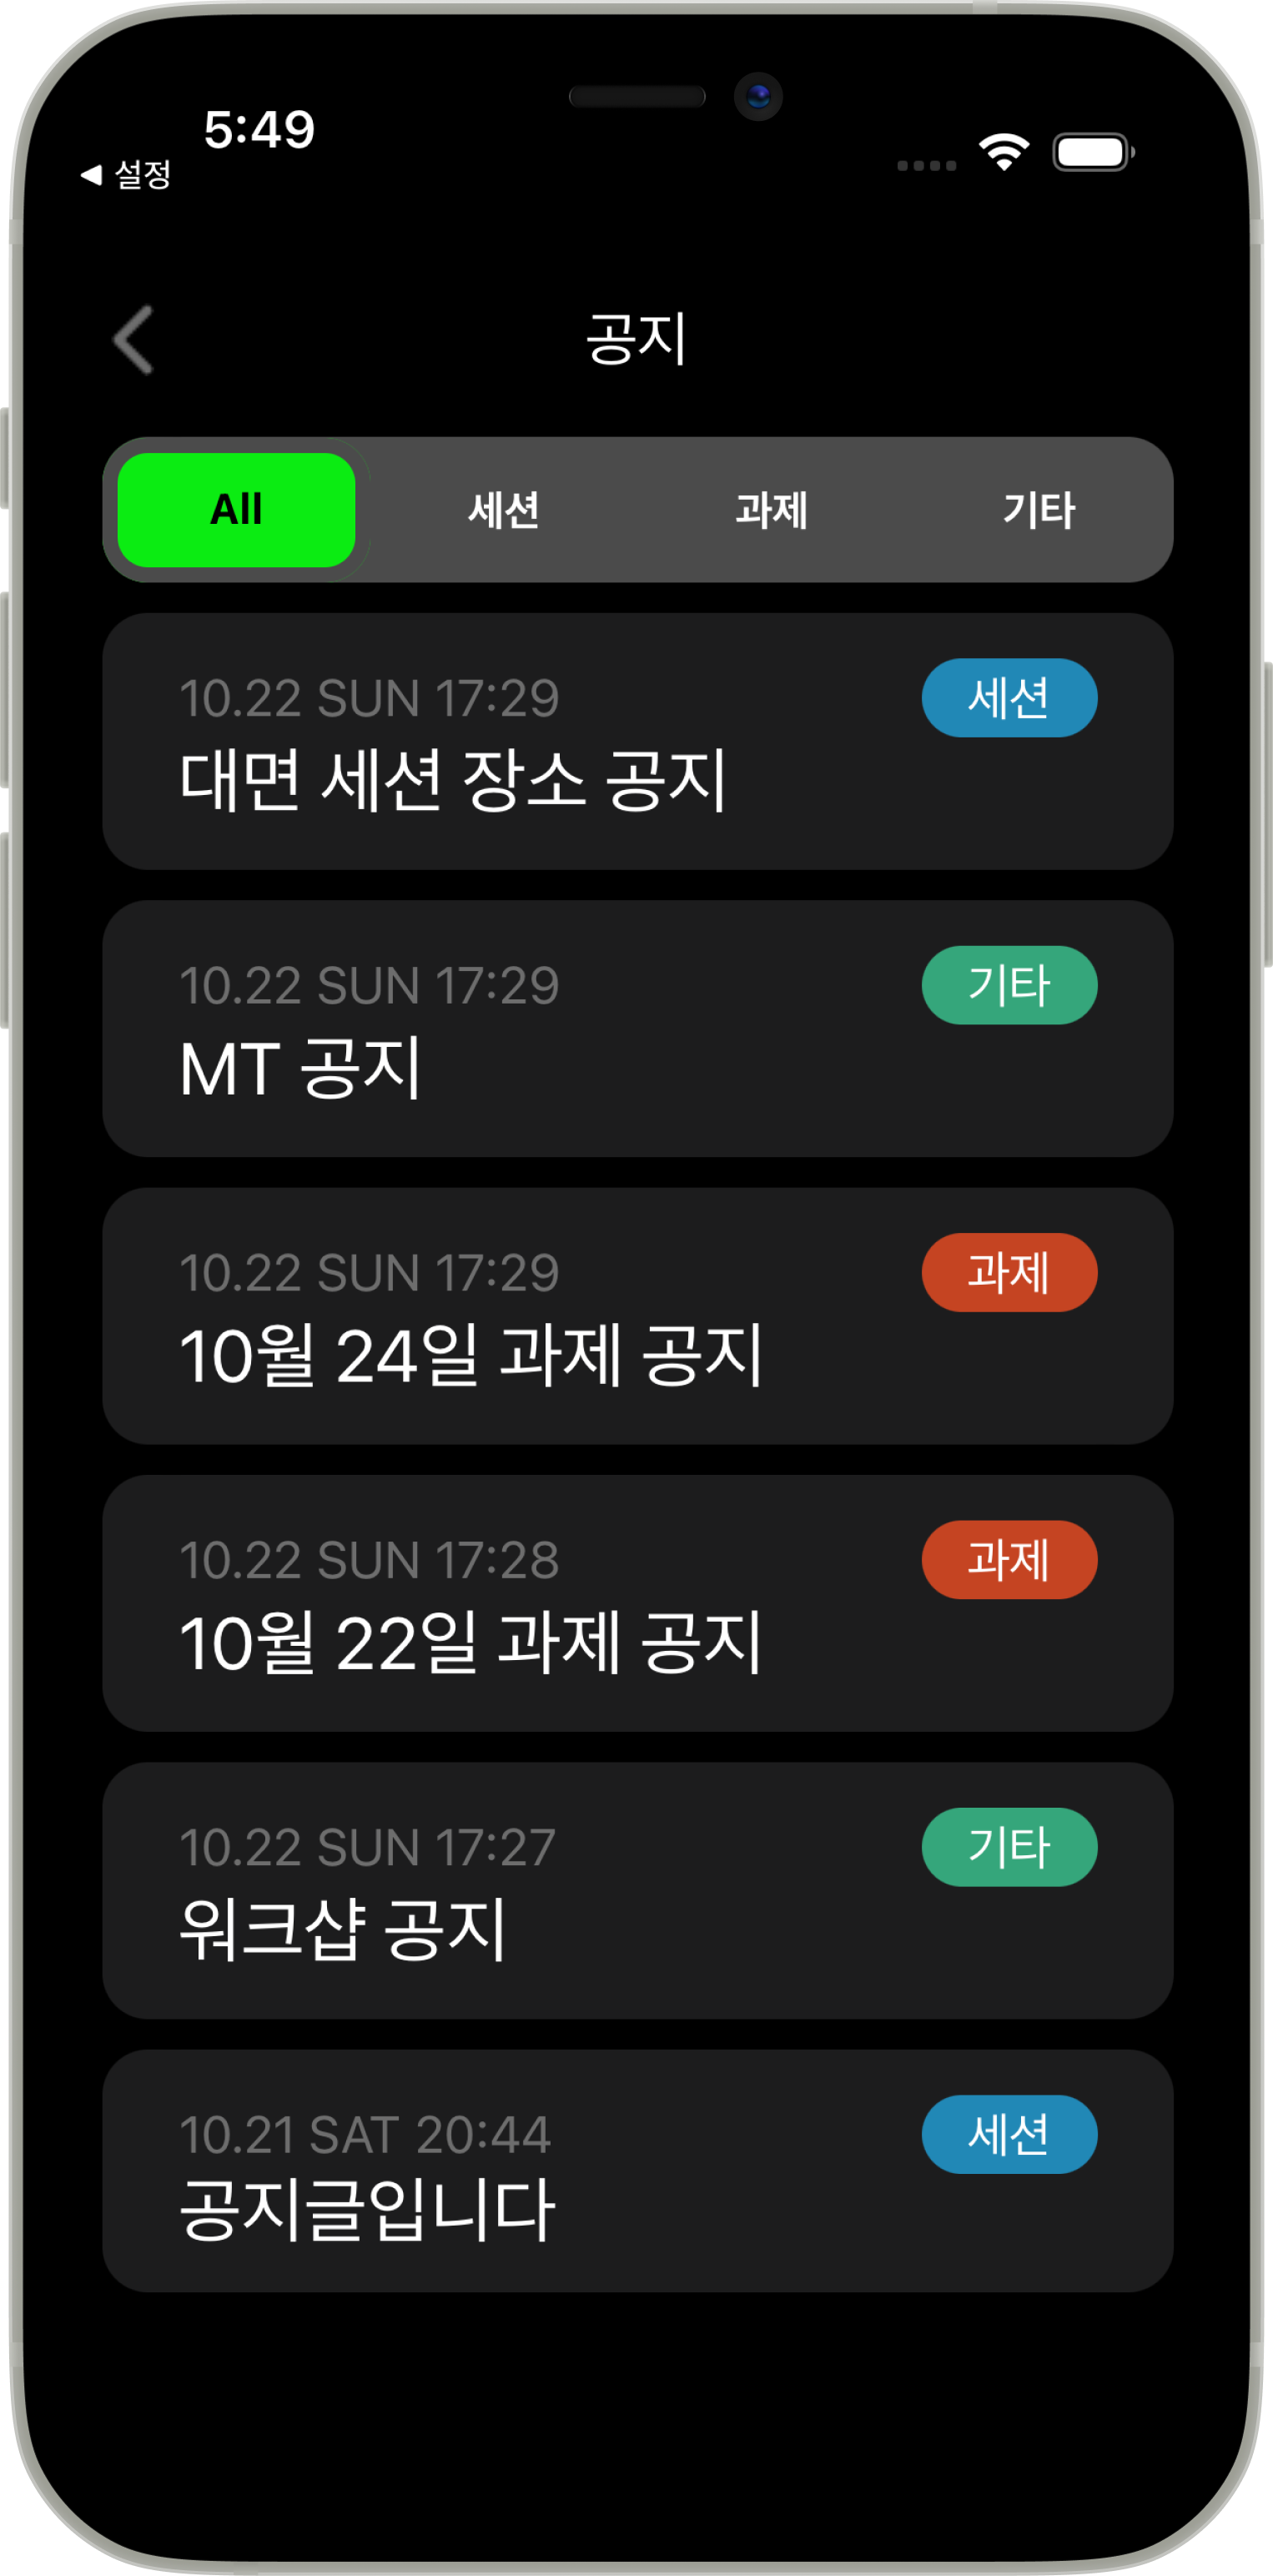 5:49
◀ 설정
공지
All 세션 과제 기타
10.22 SUN 17:29 세션
대면 세션 장소 공지
10.22 SUN 17:29 기타
MT 공지
10.22 SUN 17:29 과제
10월 24일 과제 공지
10.22 SUN 17:28 과제
10월 22일 과제 공지
10.22 SUN 17:27 기타
워크샵 공지
10.21 SAT 20:44 세션
공지글입니다